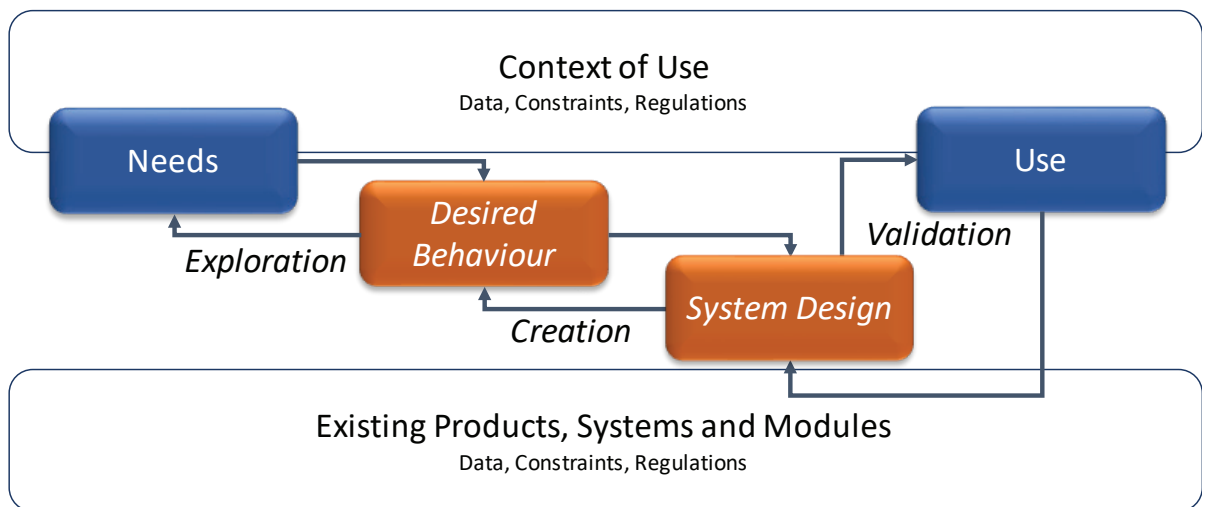 Context of Use
Data, Constraints, Regulations
Needs
Use
Desired
Behaviour
Validation
Exploration
System Design
Creation
Existing Products, Systems and Modules
Data, Constraints, Regulations